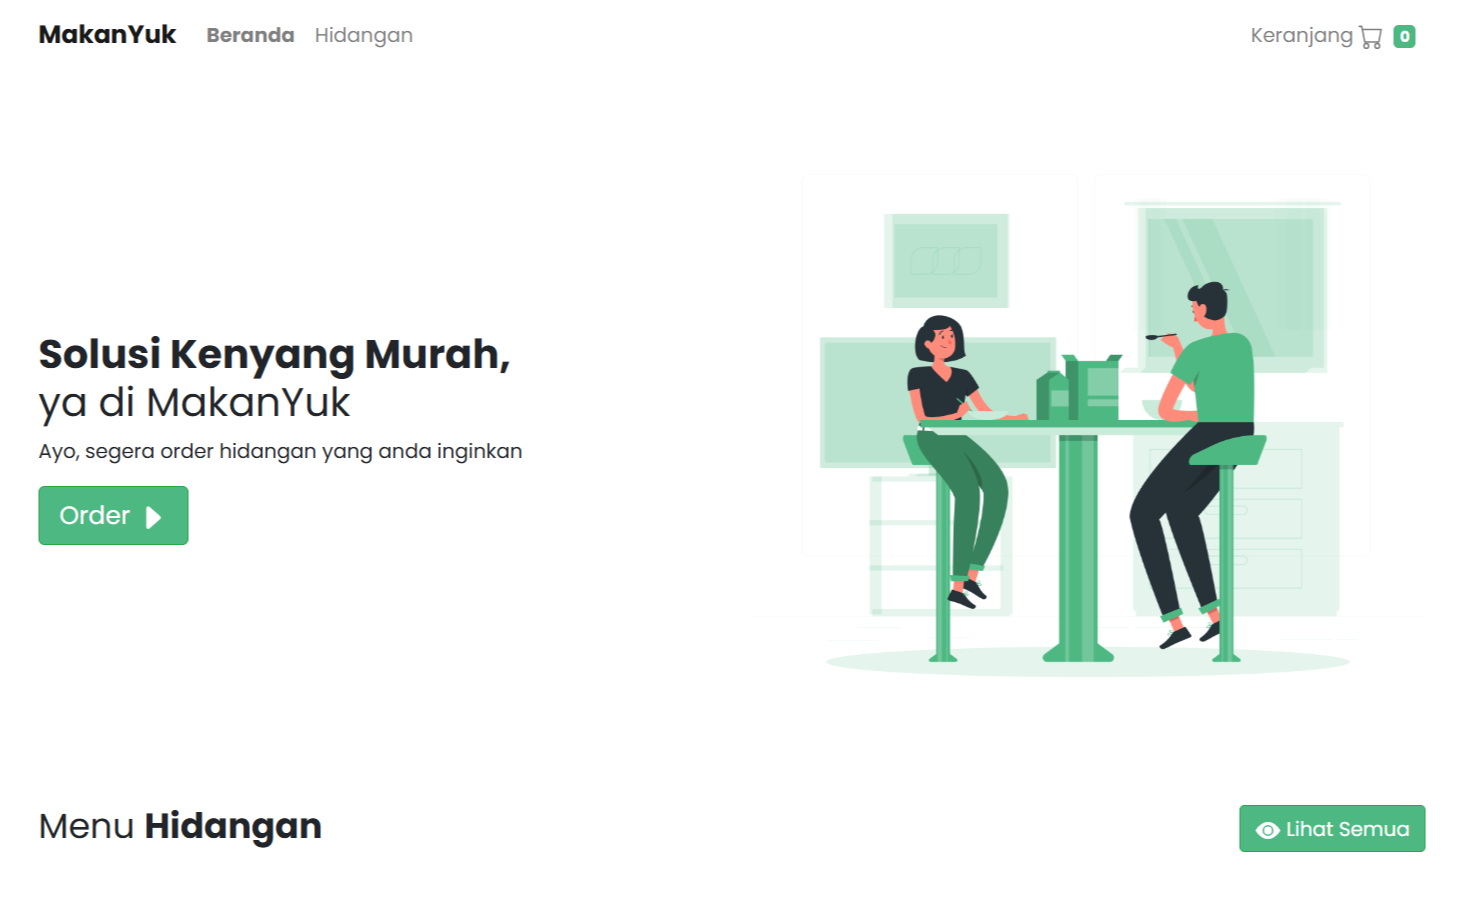 MakanYuk Beranda Hidangan Keranjang 0
Solusi Kenyang Murah,
ya di MakanYuk
Ayo, segera order hidangan yang anda inginkan
Order
Menu Hidangan Lihat Semua